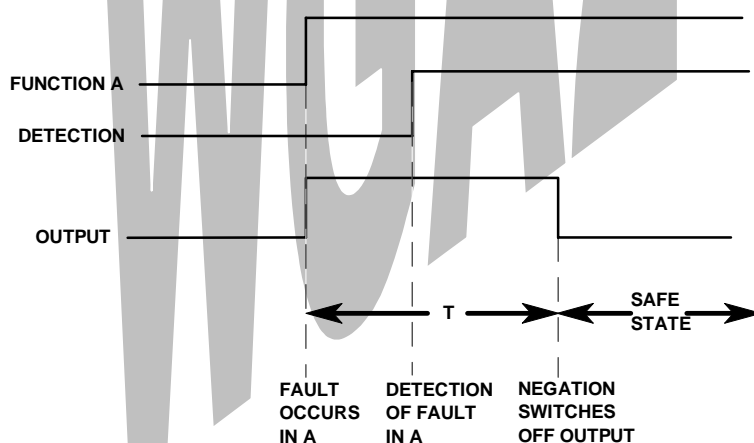 FUNCTION A
DETECTION
OUTPUT
T
SAFE
STATE
FAULT
OCCURS
IN A
DETECTION
OF FAULT
IN A
NEGATION
SWITCHES
OFF OUTPUT